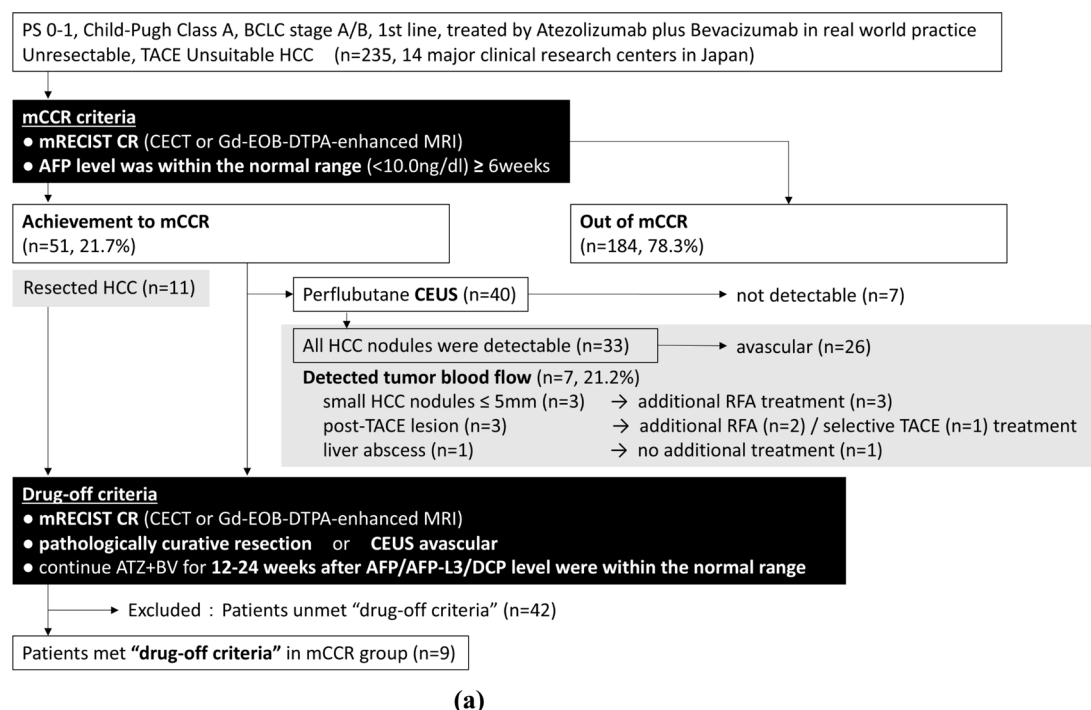 PS 0-1, Child-Pugh Class A, BCLC stage A/B, 1st line, treated by Atezolizumab plus Bevacizumab in real world practice
Unresectable, TACE Unsuitable HCC (n=235, 14 major clinical research centers in Japan)
mCCR criteria
● mRECIST CR (CECT or Gd-EOB-DTPA-enhanced MRI)
● AFP level was within the normal range (<10.0ng/dl) ≥ 6weeks
Achievement to mCCR
(n=51, 21.7%)
Out of mCCR
(n=184, 78.3%)
Resected HCC (n=11)
Perflubutane CEUS (n=40)
not detectable (n=7)
All HCC nodules were detectable (n=33)
avascular (n=26)
Detected tumor blood flow (n=7, 21.2%)
small HCC nodules ≤ 5mm (n=3) → additional RFA treatment (n=3)
post-TACE lesion (n=3) → additional RFA (n=2) / selective TACE (n=1) treatment
liver abscess (n=1) → no additional treatment (n=1)
Drug-off criteria
● mRECIST CR (CECT or Gd-EOB-DTPA-enhanced MRI)
● pathologically curative resection or CEUS avascular
● continue ATZ+BV for 12-24 weeks after AFP/AFP-L3/DCP level were within the normal range
Excluded : Patients unmet “drug-off criteria” (n=42)
Patients met “drug-off criteria” in mCCR group (n=9)
(a)